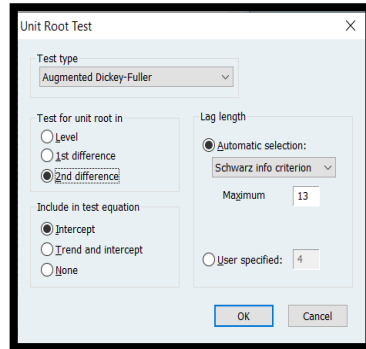 Unit Root Test
Test type
Augmented Dickey-Fuller
Test for unit root in
Level
1st difference
2nd difference
Include in test equation
Intercept
Trend and intercept
None
Lag length
Automatic selection:
Schwarz info criterion
Maximum 13
User specified: 4
OK Cancel